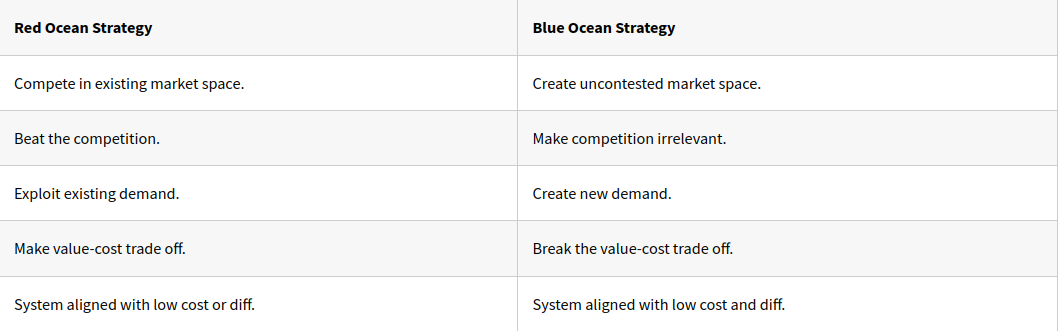 Red Ocean Strategy
Blue Ocean Strategy
Compete in existing market space.
Create uncontested market space.
Beat the competition.
Make competition irrelevant.
Exploit existing demand.
Create new demand.
Make value-cost trade off.
Break the value-cost trade off.
System aligned with low cost or diff.
System aligned with low cost and diff.